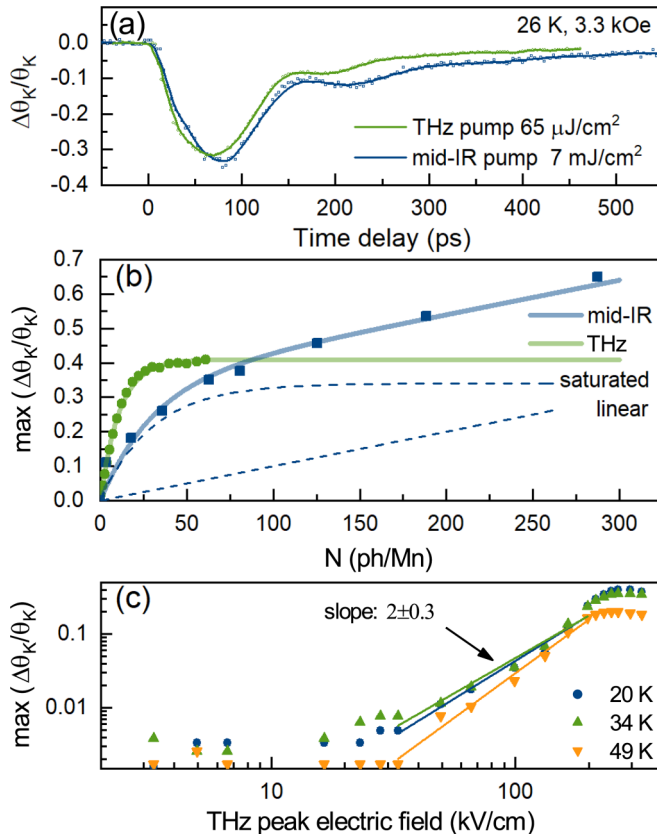 (a)
26 K, 3.3 kOe
0.0
-0.1
-0.2
-0.3
-0.4
Δθ_K/θ_K
THz pump 65 μJ/cm²
mid-IR pump 7 mJ/cm²
0 100 200 300 400 500
Time delay (ps)
(b)
0.7
0.6
0.5
0.4
0.3
0.2
0.1
0.0
max (Δθ_K/θ_K)
mid-IR
THz
saturated
linear
0 50 100 150 200 250 300
N (ph/Mn)
(c)
slope: 2±0.3
0.1
0.01
max (Δθ_K/θ_K)
20 K
34 K
49 K
10 100
THz peak electric field (kV/cm)